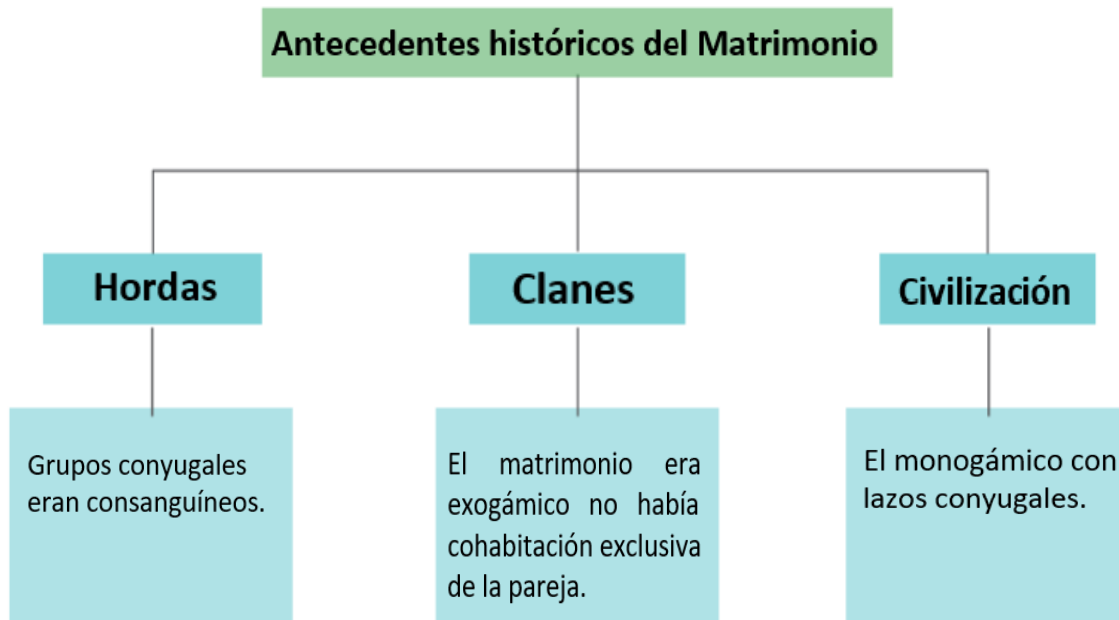 Antecedentes históricos del Matrimonio
Hordas
Clanes
Civilización
Grupos conyugales
eran consanguíneos.
El matrimonio era
exogámico no había
cohabitación exclusiva
de la pareja.
El monogámico con
lazos conyugales.